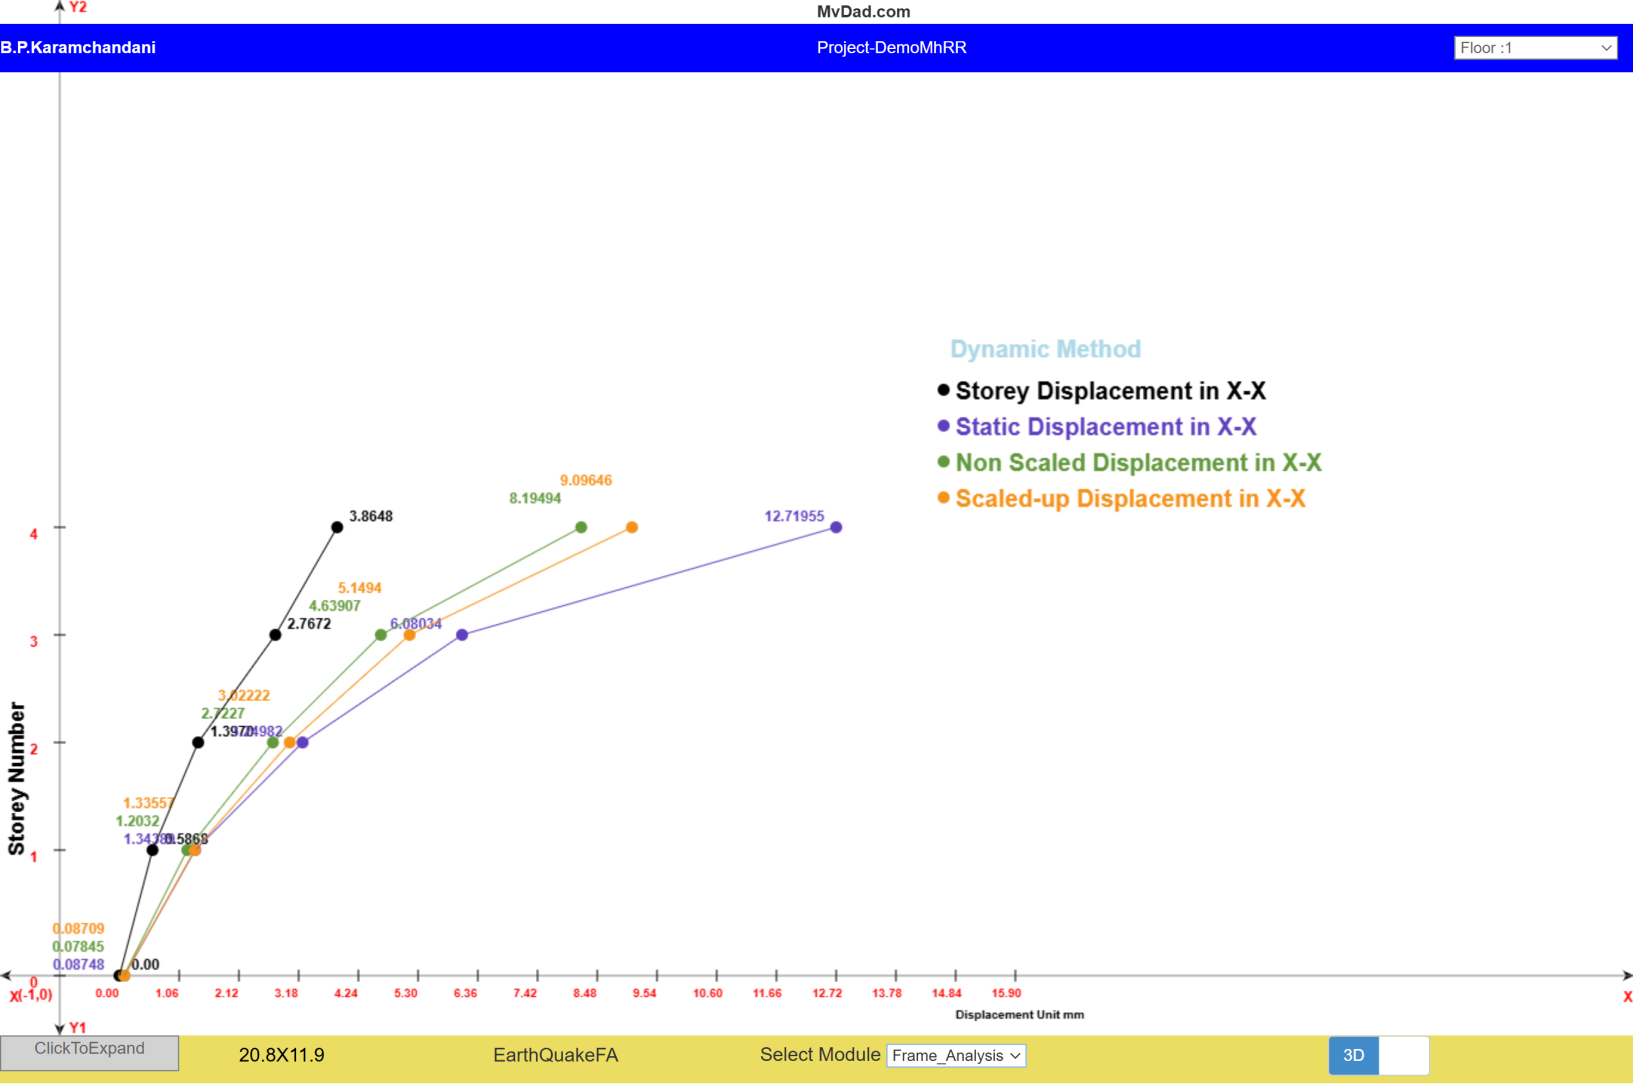 Y2
MvDad.com
B.P.Karamchandani
Project-DemoMhRR
Floor :1
Dynamic Method
Storey Displacement in X-X
Static Displacement in X-X
Non Scaled Displacement in X-X
Scaled-up Displacement in X-X
9.09646
8.19494
3.8648
12.71955
4
5.1494
4.63907
2.7672
6.08034
3
3.02222
2.7227
1.3970
2
Storey Number
1.33557
1.2032
0.5868
1
0.08709
0.07845
0.08748
0.00
0
X(-1,0)
0.00 1.06 2.12 3.18 4.24 5.30 6.36 7.42 8.48 9.54 10.60 11.66 12.72 13.78 14.84 15.90
X
Displacement Unit mm
Y1
ClickToExpand
20.8X11.9
EarthQuakeFA
Select Module
Frame_Analysis
3D